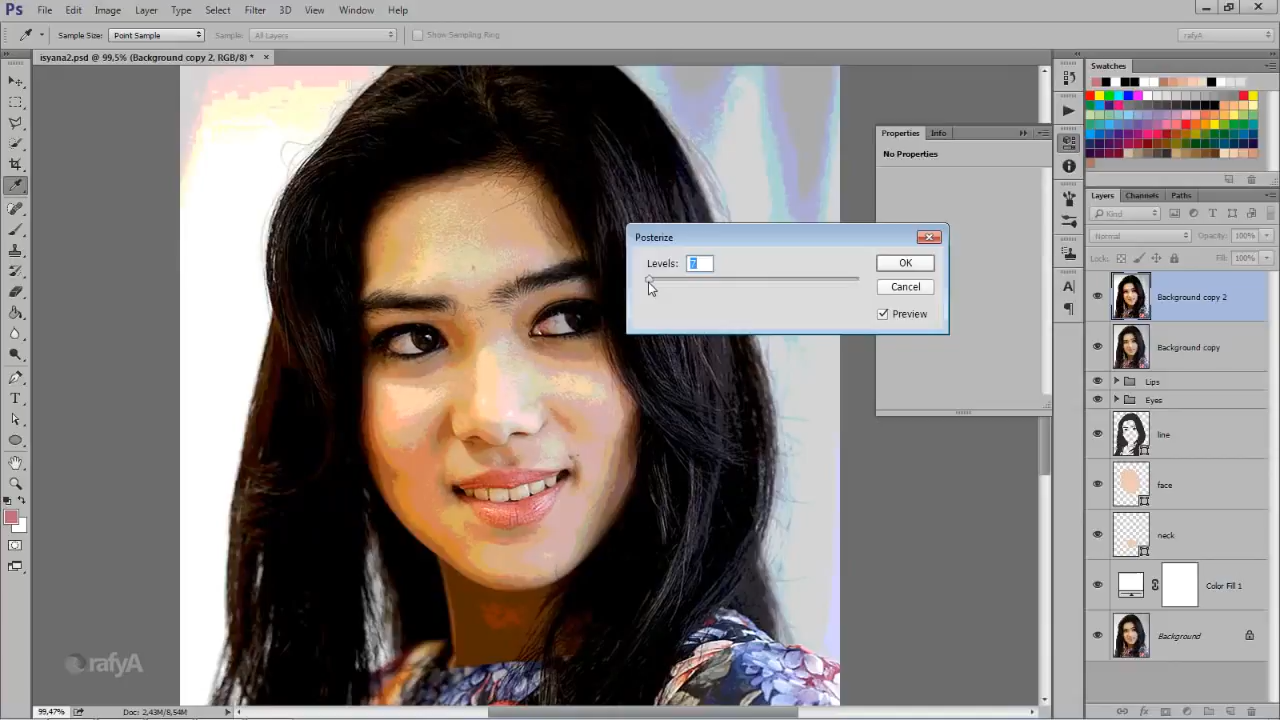 Ps File Edit Image Layer Type Select Filter 3D View Window Help
Sample Size: Point Sample Sample: All Layers Show Sampling Ring rafyA
isyana2.psd @ 99,5% (Background copy 2, RGB/8) * ×
Swatches
Properties Info
No Properties
Layers Channels Paths
Kind
Normal Opacity: 100%
Locks: Fill: 100%
Posterize
Levels: 7
OK
Cancel
Preview
Background copy 2
Background copy
Lips
Eyes
line
face
neck
Color Fill 1
Background
rafyA
99,47% Doc: 2,43M/8,54M